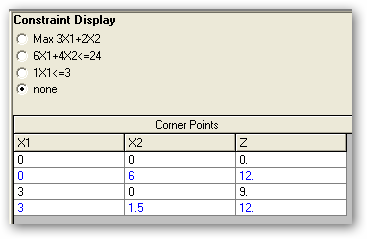 Constraint Display
Max 3X1+2X2
6X1+4X2<=24
1X1<=3
none
Corner Points
X1 X2 Z
0 0 0.
0 6 12.
3 0 9.
3 1.5 12.